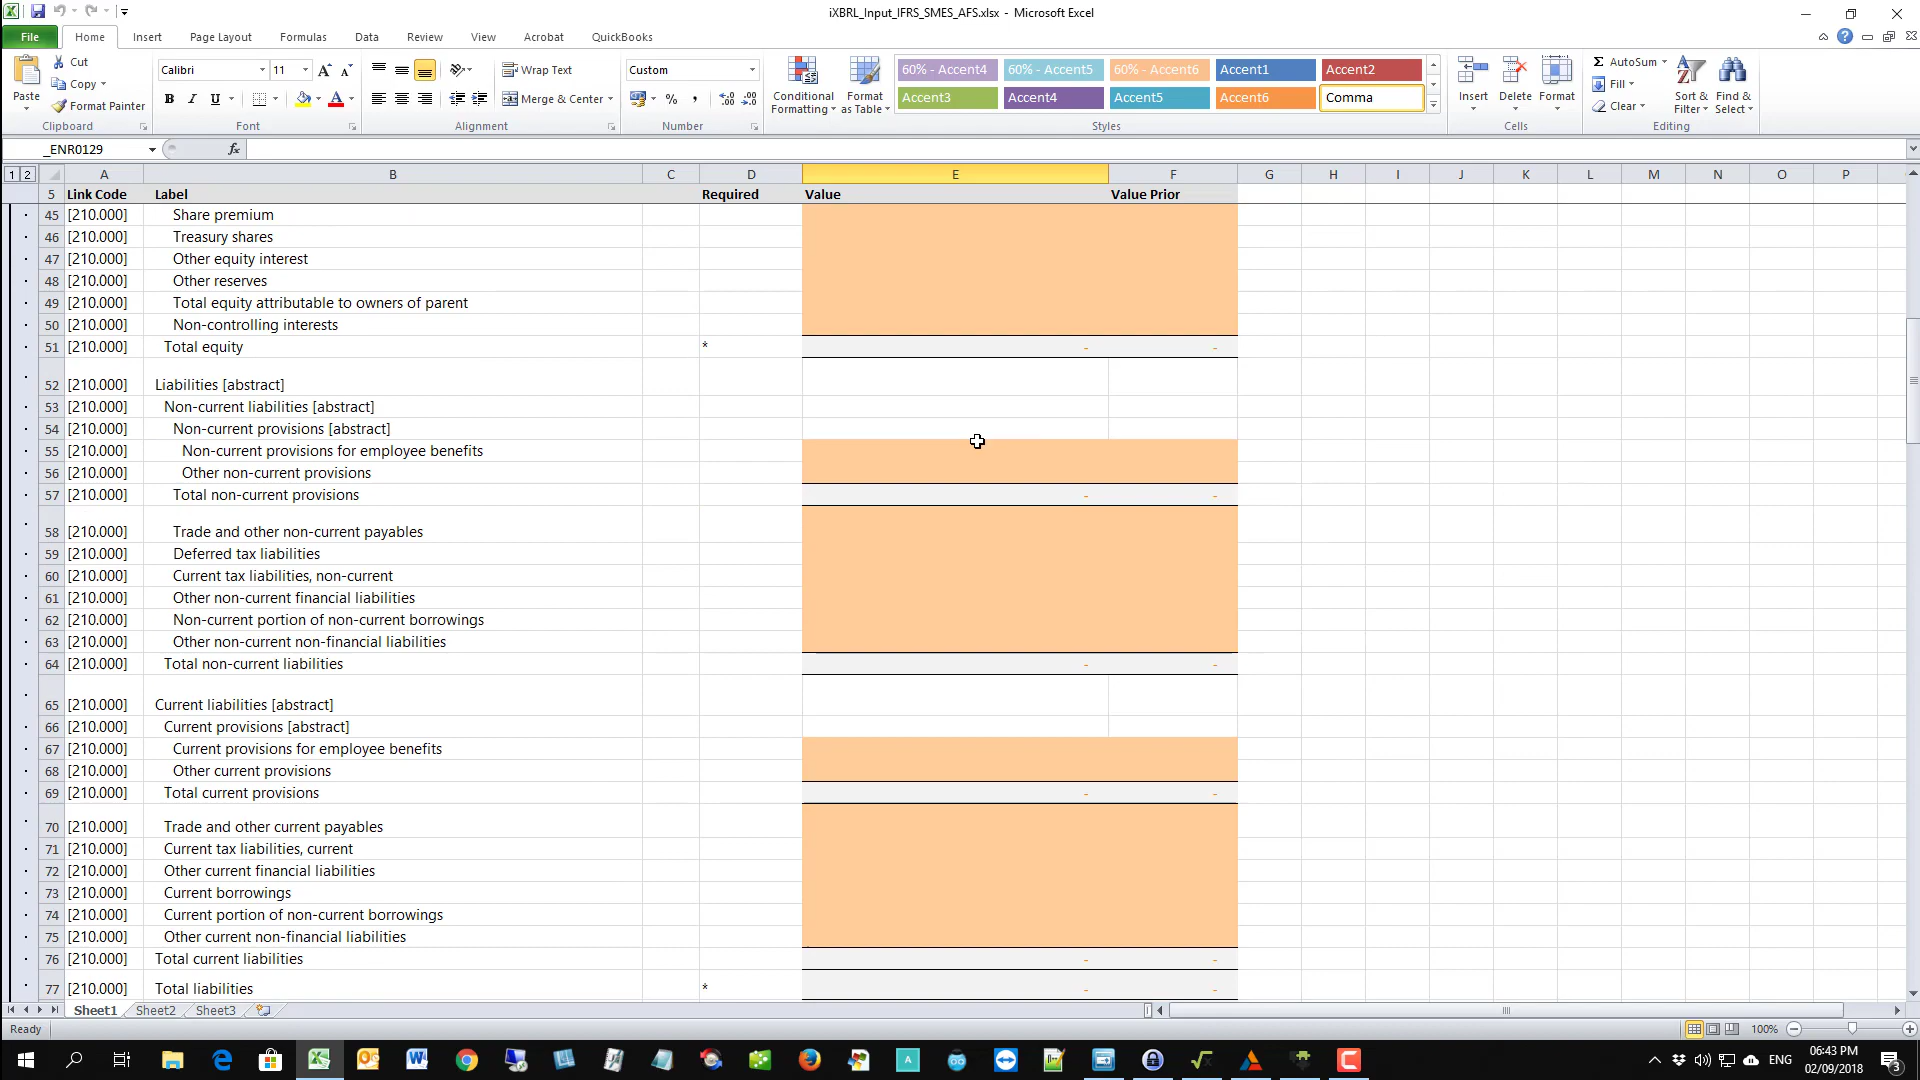 iXBRL_Input_IFRS_SMES_AFS.xlsx - Microsoft Excel
File Home Insert Page Layout Formulas Data Review View Acrobat QuickBooks
Paste Cut Copy Format Painter
Calibri 11
B I U A
Wrap Text
Merge & Center
Custom
% ,
Conditional Formatting Format as Table
60% - Accent4 60% - Accent5 60% - Accent6 Accent1 Accent2
Accent3 Accent4 Accent5 Accent6 Comma
Insert Delete Format
AutoSum Fill Clear
Sort & Filter Find & Select
Clipboard Font Alignment Number Styles Cells Editing
_ENR0129 fx
1 2 A B C D E F G H I J K L M N O P
5 Link Code Label Required Value Value Prior
45 [210.000] Share premium
46 [210.000] Treasury shares
47 [210.000] Other equity interest
48 [210.000] Other reserves
49 [210.000] Total equity attributable to owners of parent
50 [210.000] Non-controlling interests
51 [210.000] Total equity * - -
52 [210.000] Liabilities [abstract]
53 [210.000] Non-current liabilities [abstract]
54 [210.000] Non-current provisions [abstract]
55 [210.000] Non-current provisions for employee benefits
56 [210.000] Other non-current provisions
57 [210.000] Total non-current provisions - -
58 [210.000] Trade and other non-current payables
59 [210.000] Deferred tax liabilities
60 [210.000] Current tax liabilities, non-current
61 [210.000] Other non-current financial liabilities
62 [210.000] Non-current portion of non-current borrowings
63 [210.000] Other non-current non-financial liabilities
64 [210.000] Total non-current liabilities - -
65 [210.000] Current liabilities [abstract]
66 [210.000] Current provisions [abstract]
67 [210.000] Current provisions for employee benefits
68 [210.000] Other current provisions
69 [210.000] Total current provisions - -
70 [210.000] Trade and other current payables
71 [210.000] Current tax liabilities, current
72 [210.000] Other current financial liabilities
73 [210.000] Current borrowings
74 [210.000] Current portion of non-current borrowings
75 [210.000] Other current non-financial liabilities
76 [210.000] Total current liabilities - -
77 [210.000] Total liabilities * - -
Sheet1 Sheet2 Sheet3
Ready 100%
ENG 06:43 PM
02/09/2018 3